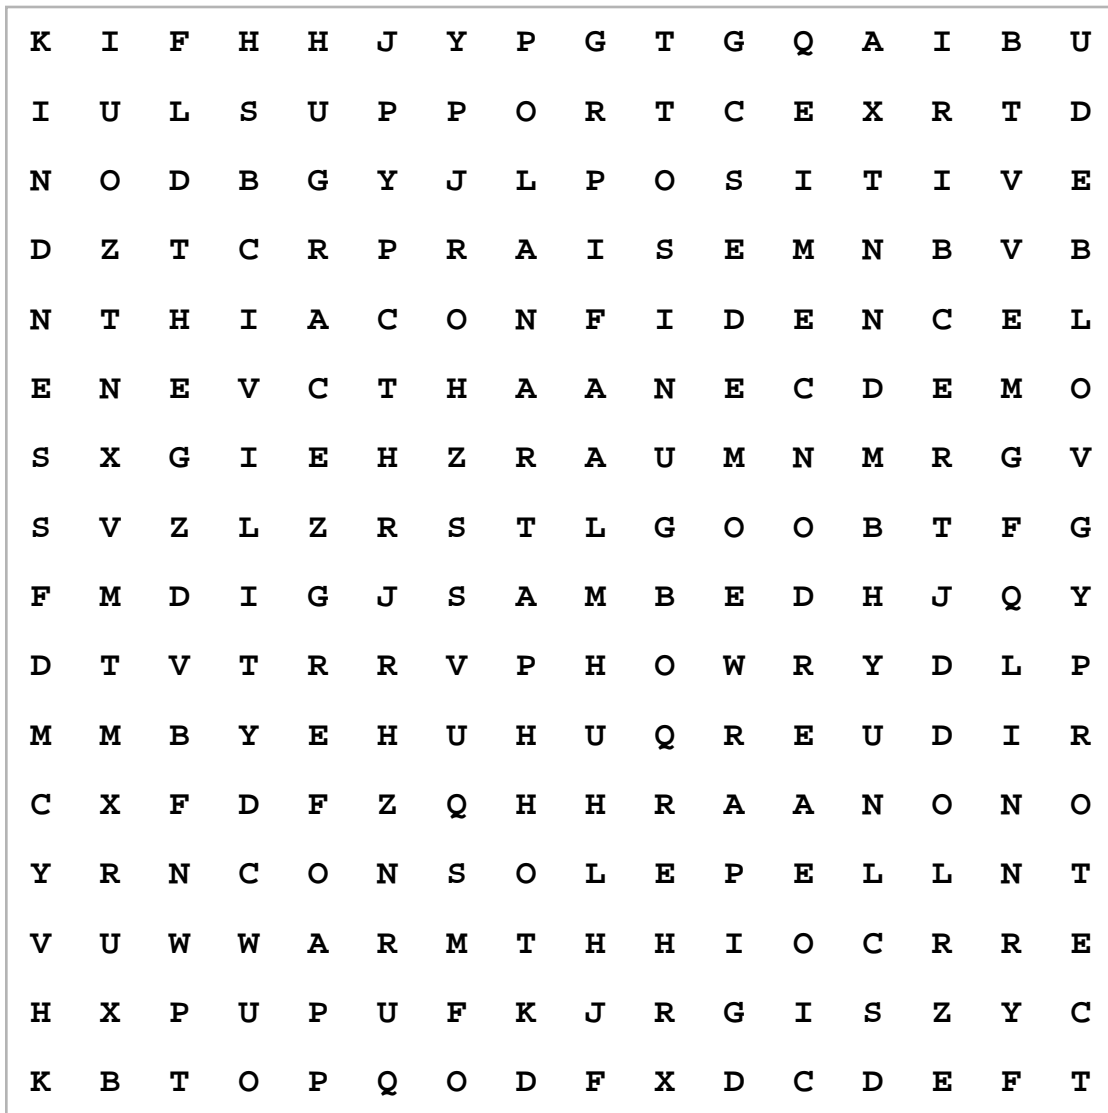 K I F H H J Y P G T G Q A I B U
I U L S U P P O R T C E X R T D
N O D B G Y J L P O S I T I V E
D Z T C R P R A I S E M N B V B
N T H I A C O N F I D E N C E L
E N E V C T H A A N E C D E M O
S X G I E H Z R A U M N M R G V
S V Z L Z R S T L G O O B T F G
F M D I G J S A M B E D H J Q Y
D T V T R R V P H O W R Y D L P
M M B Y E H U H U Q R E U D I R
C X F D F Z Q H H R A A N O N O
Y R N C O N S O L E P E L L N T
V U W W A R M T H H I O C R R E
H X P U P U F K J R G I S Z Y C
K B T O P Q O D F X D C D E F T